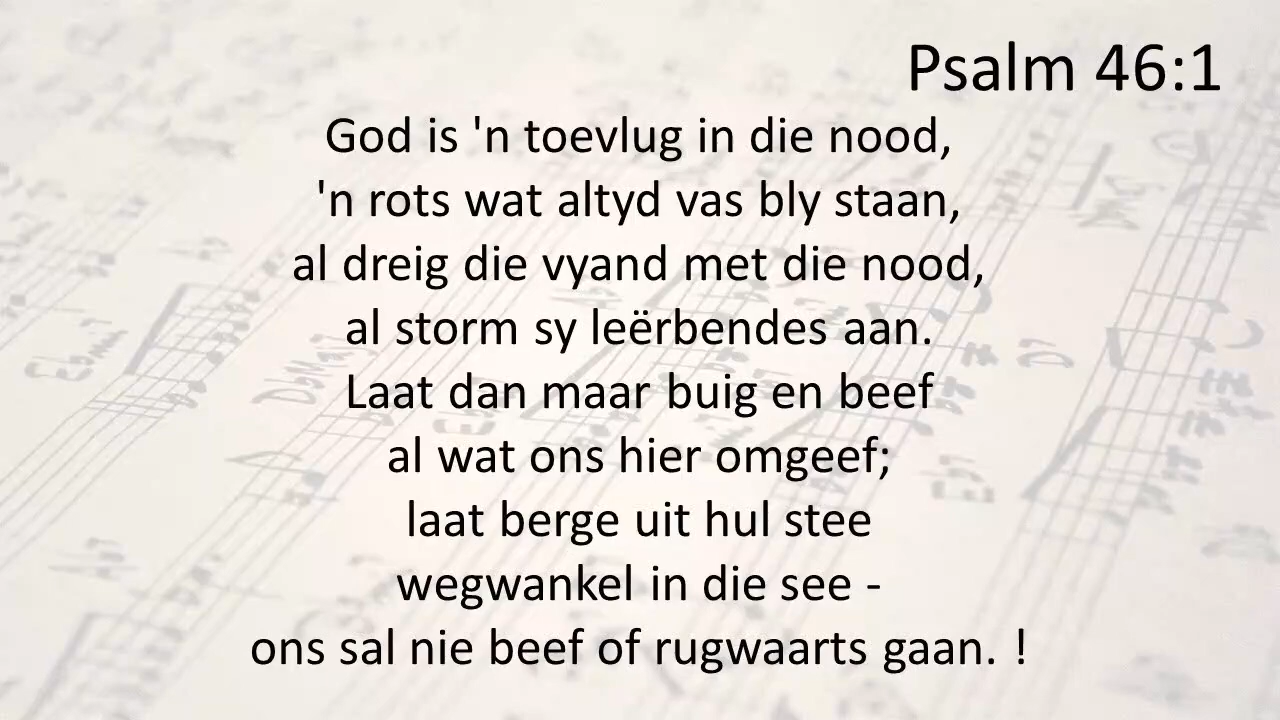 Psalm 46:1
God is 'n toevlug in die nood,
'n rots wat altyd vas bly staan,
al dreig die vyand met die nood,
al storm sy leërbendes aan.
Laat dan maar buig en beef
al wat ons hier omgeef;
laat berge uit hul stee
wegwankel in die see -
ons sal nie beef of rugwaarts gaan. !